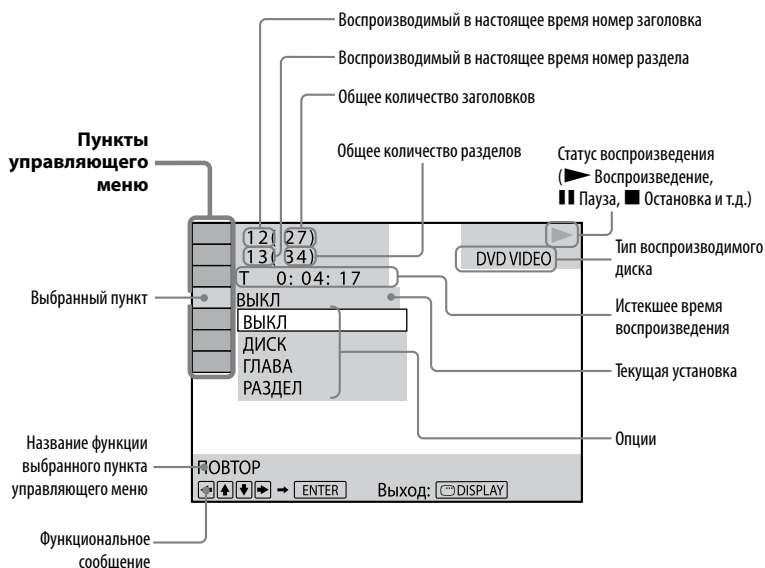 Воспроизводимый в настоящее время номер заголовка
Воспроизводимый в настоящее время номер раздела
Общее количество заголовков
Общее количество разделов
Пункты
управляющего
меню
Статус воспроизведения
(► Воспроизведение,
▮▮ Пауза, ■ Остановка и т.д.)
12( 27)
13( 34)
T 0: 04: 17
DVD VIDEO
Тип воспроизводимого
диска
Выбранный пункт
ВЫКЛ
ВЫКЛ
ДИСК
ГЛАВА
РАЗДЕЛ
Истекшее время
воспроизведения
Текущая установка
Опции
Название функции
выбранного пункта
управляющего меню
ПОВТОР
ENTER Выход: DISPLAY
Функциональное
сообщение